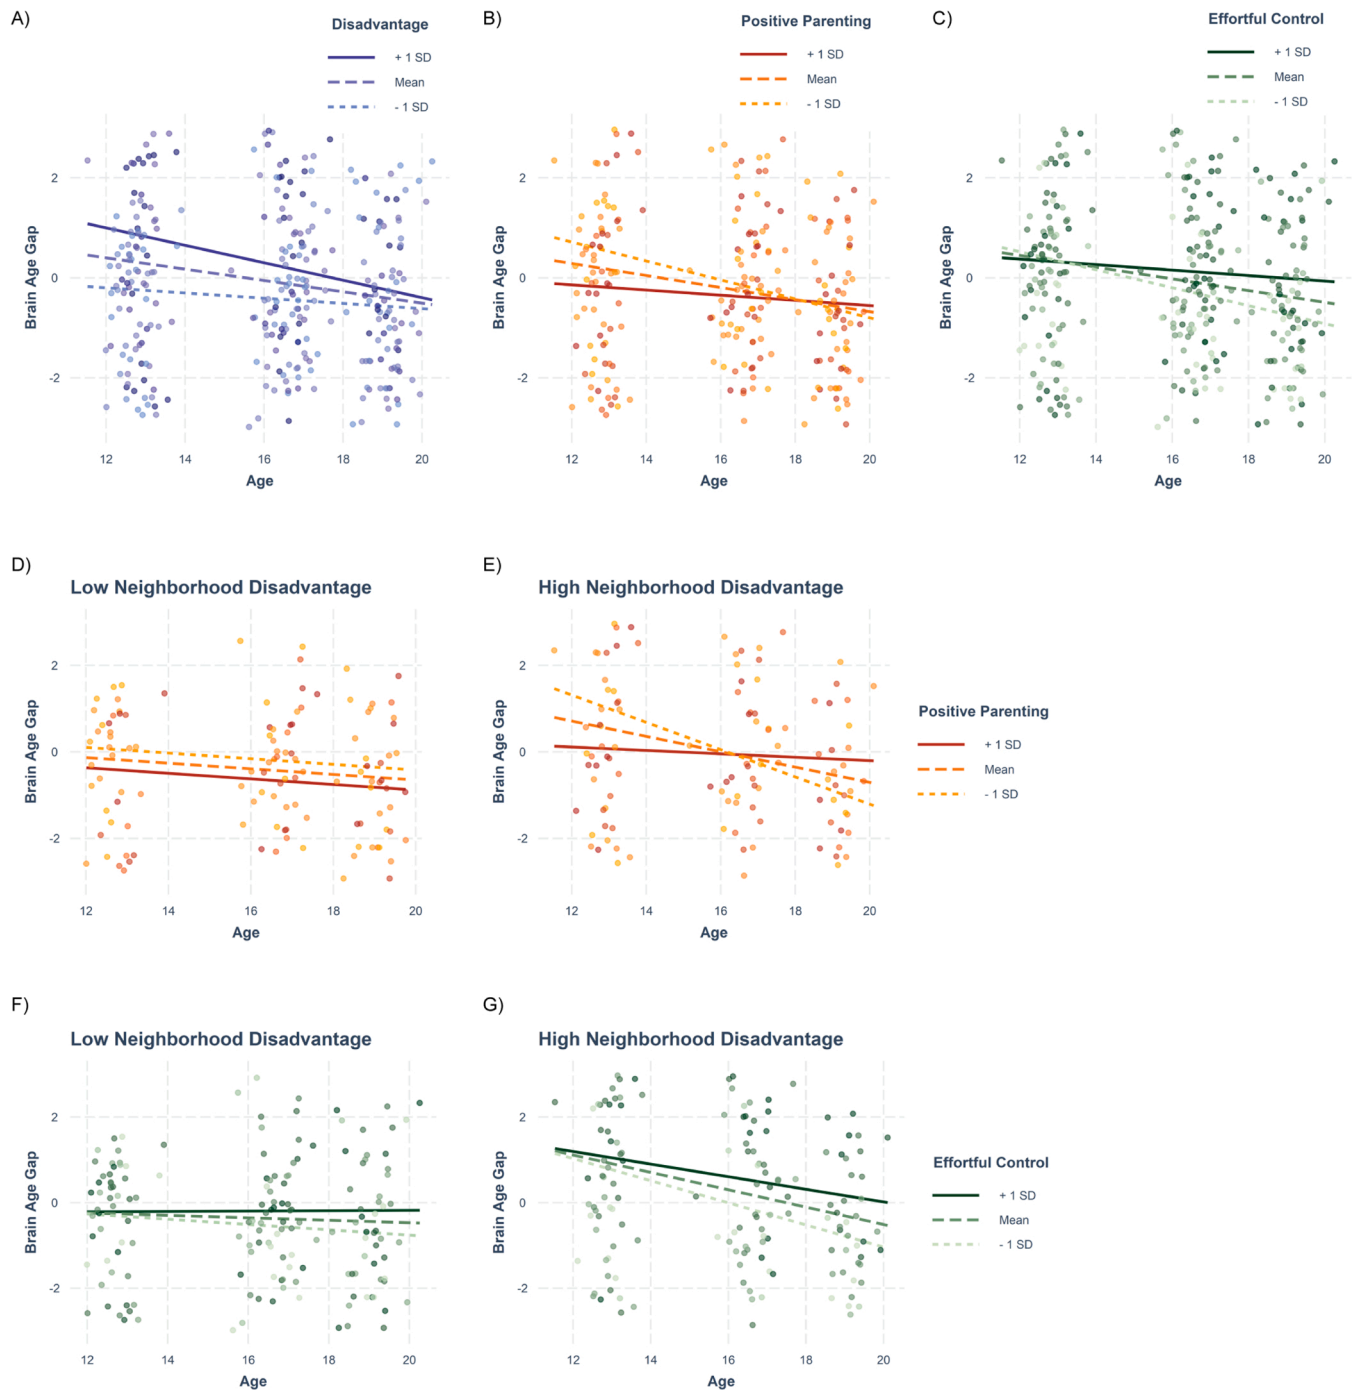 A)
Disadvantage
+ 1 SD
Mean
- 1 SD
2
0
-2
Brain Age Gap
12 14 16 18 20
Age
B)
Positive Parenting
+ 1 SD
Mean
- 1 SD
2
0
-2
Brain Age Gap
12 14 16 18 20
Age
C)
Effortful Control
+ 1 SD
Mean
- 1 SD
2
0
-2
Brain Age Gap
12 14 16 18 20
Age
D)
Low Neighborhood Disadvantage
2
0
-2
Brain Age Gap
12 14 16 18 20
Age
E)
High Neighborhood Disadvantage
2
0
-2
Brain Age Gap
12 14 16 18 20
Age
Positive Parenting
+ 1 SD
Mean
- 1 SD
F)
Low Neighborhood Disadvantage
2
0
-2
Brain Age Gap
12 14 16 18 20
Age
G)
High Neighborhood Disadvantage
2
0
-2
Brain Age Gap
12 14 16 18 20
Age
Effortful Control
+ 1 SD
Mean
- 1 SD